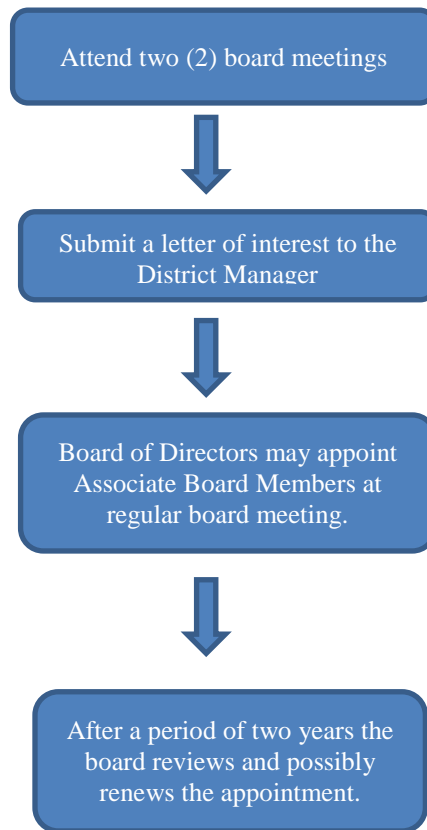 Attend two (2) board meetings
Submit a letter of interest to the
District Manager
Board of Directors may appoint
Associate Board Members at
regular board meeting.
After a period of two years the
board reviews and possibly
renews the appointment.